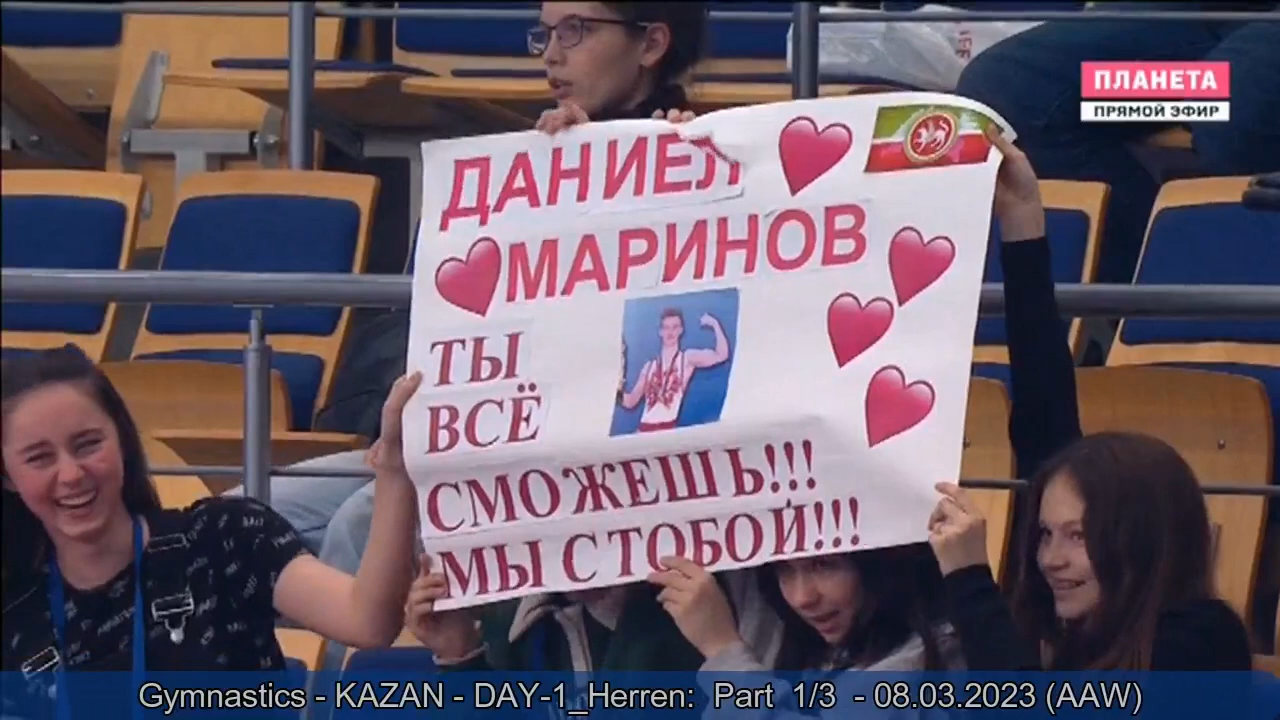 ПЛАНЕТА
ПРЯМОЙ ЭФИР
ДАНИЕЛ
МАРИНОВ
ТЫ
ВСЁ
СМОЖЕШЬ!!!
МЫ С ТОБОЙ!!!
Gymnastics - KAZAN - DAY-1_Herren: Part 1/3 - 08.03.2023 (AAW)